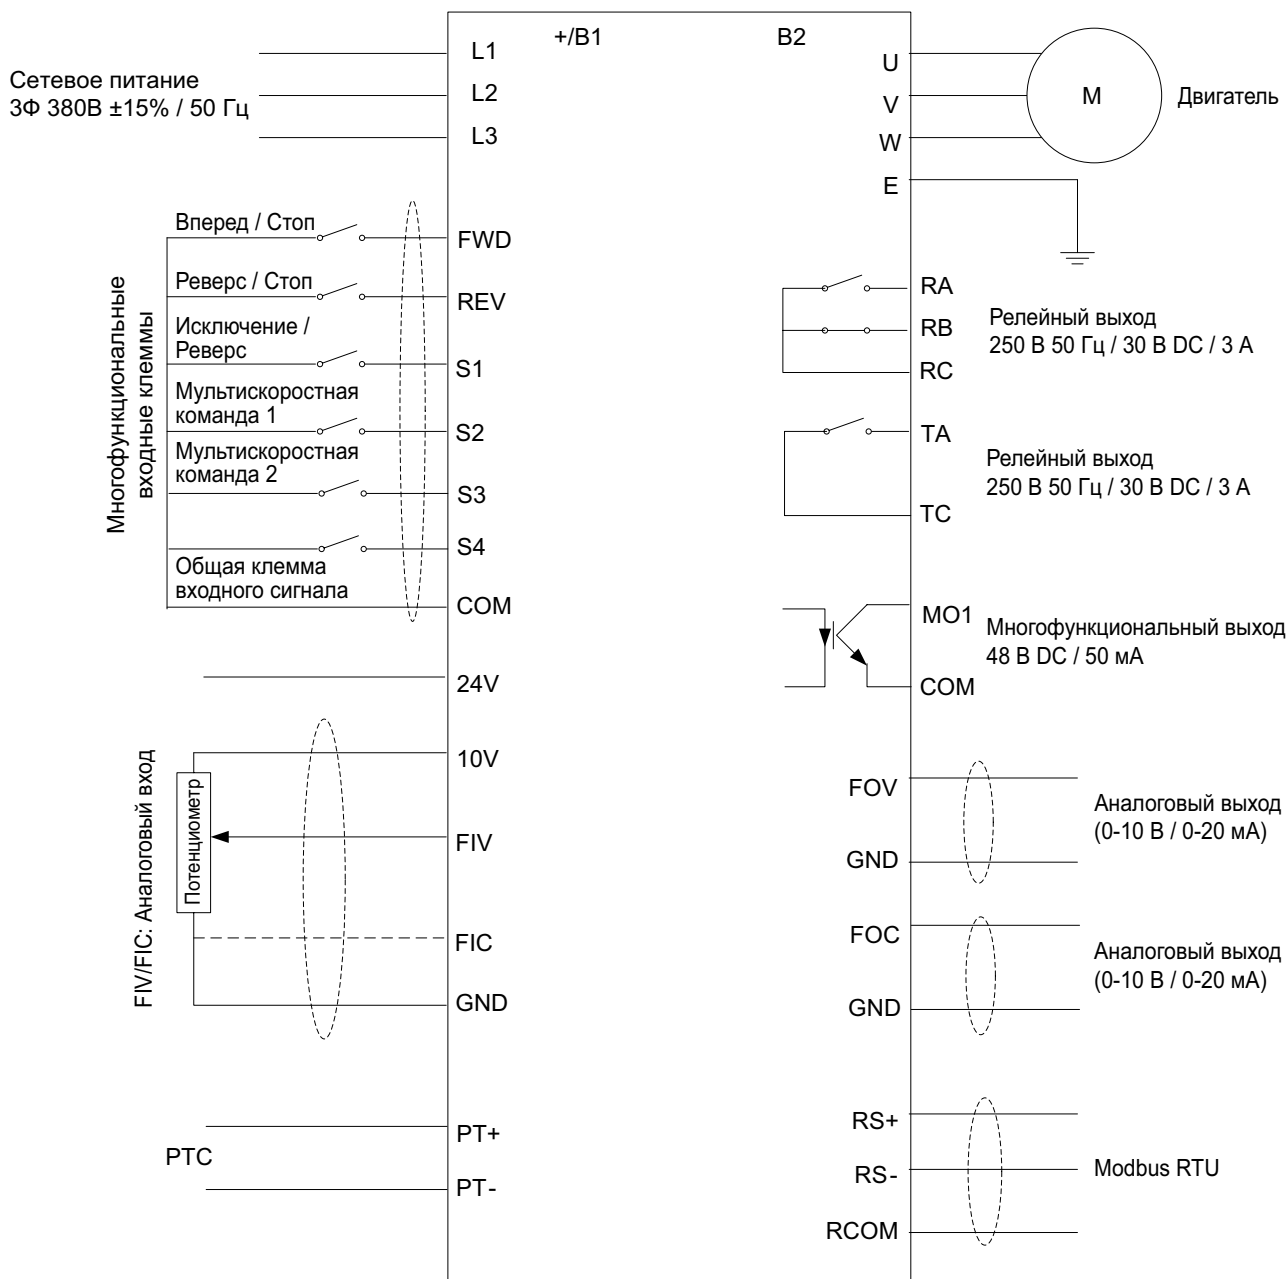 +/B1
B2
L1
L2
L3
Сетевое питание
3Ф 380В ±15% / 50 Гц
U
V
W
E
M
Двигатель
Многофункциональные
входные клеммы
Вперед / Стоп
FWD
Реверс / Стоп
REV
Исключение /
Реверс
S1
Мультискоростная
команда 1
S2
Мультискоростная
команда 2
S3
S4
Общая клемма
входного сигнала
COM
24V
FIV/FIC: Аналоговый вход
Потенциометр
10V
FIV
FIC
GND
PTC
PT+
PT-
RA
RB
RC
Релейный выход
250 В 50 Гц / 30 В DC / 3 А
TA
TC
Релейный выход
250 В 50 Гц / 30 В DC / 3 А
MO1
COM
Многофункциональный выход
48 В DC / 50 мА
FOV
GND
Аналоговый выход
(0-10 В / 0-20 мА)
FOC
GND
Аналоговый выход
(0-10 В / 0-20 мА)
RS+
RS-
RCOM
Modbus RTU